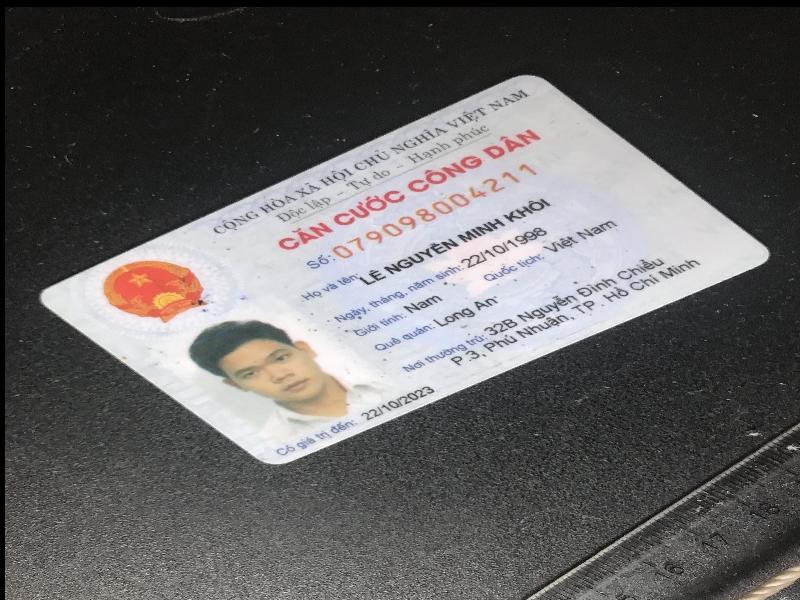 CỘNG HÒA XÃ HỘI CHỦ NGHĨA VIỆT NAM
Độc lập - Tự do - Hạnh phúc
CĂN CƯỚC CÔNG DÂN
Số: 079098004211
Họ và tên: LÊ NGUYÊN MINH KHÔI
Ngày, tháng, năm sinh: 22/10/1998
Giới tính: Nam Quốc tịch: Việt Nam
Quê quán: Long An
Nơi thường trú: 32B Nguyễn Đình Chiểu
P.3, Phú Nhuận, TP. Hồ Chí Minh
Có giá trị đến: 22/10/2023
16 17 18